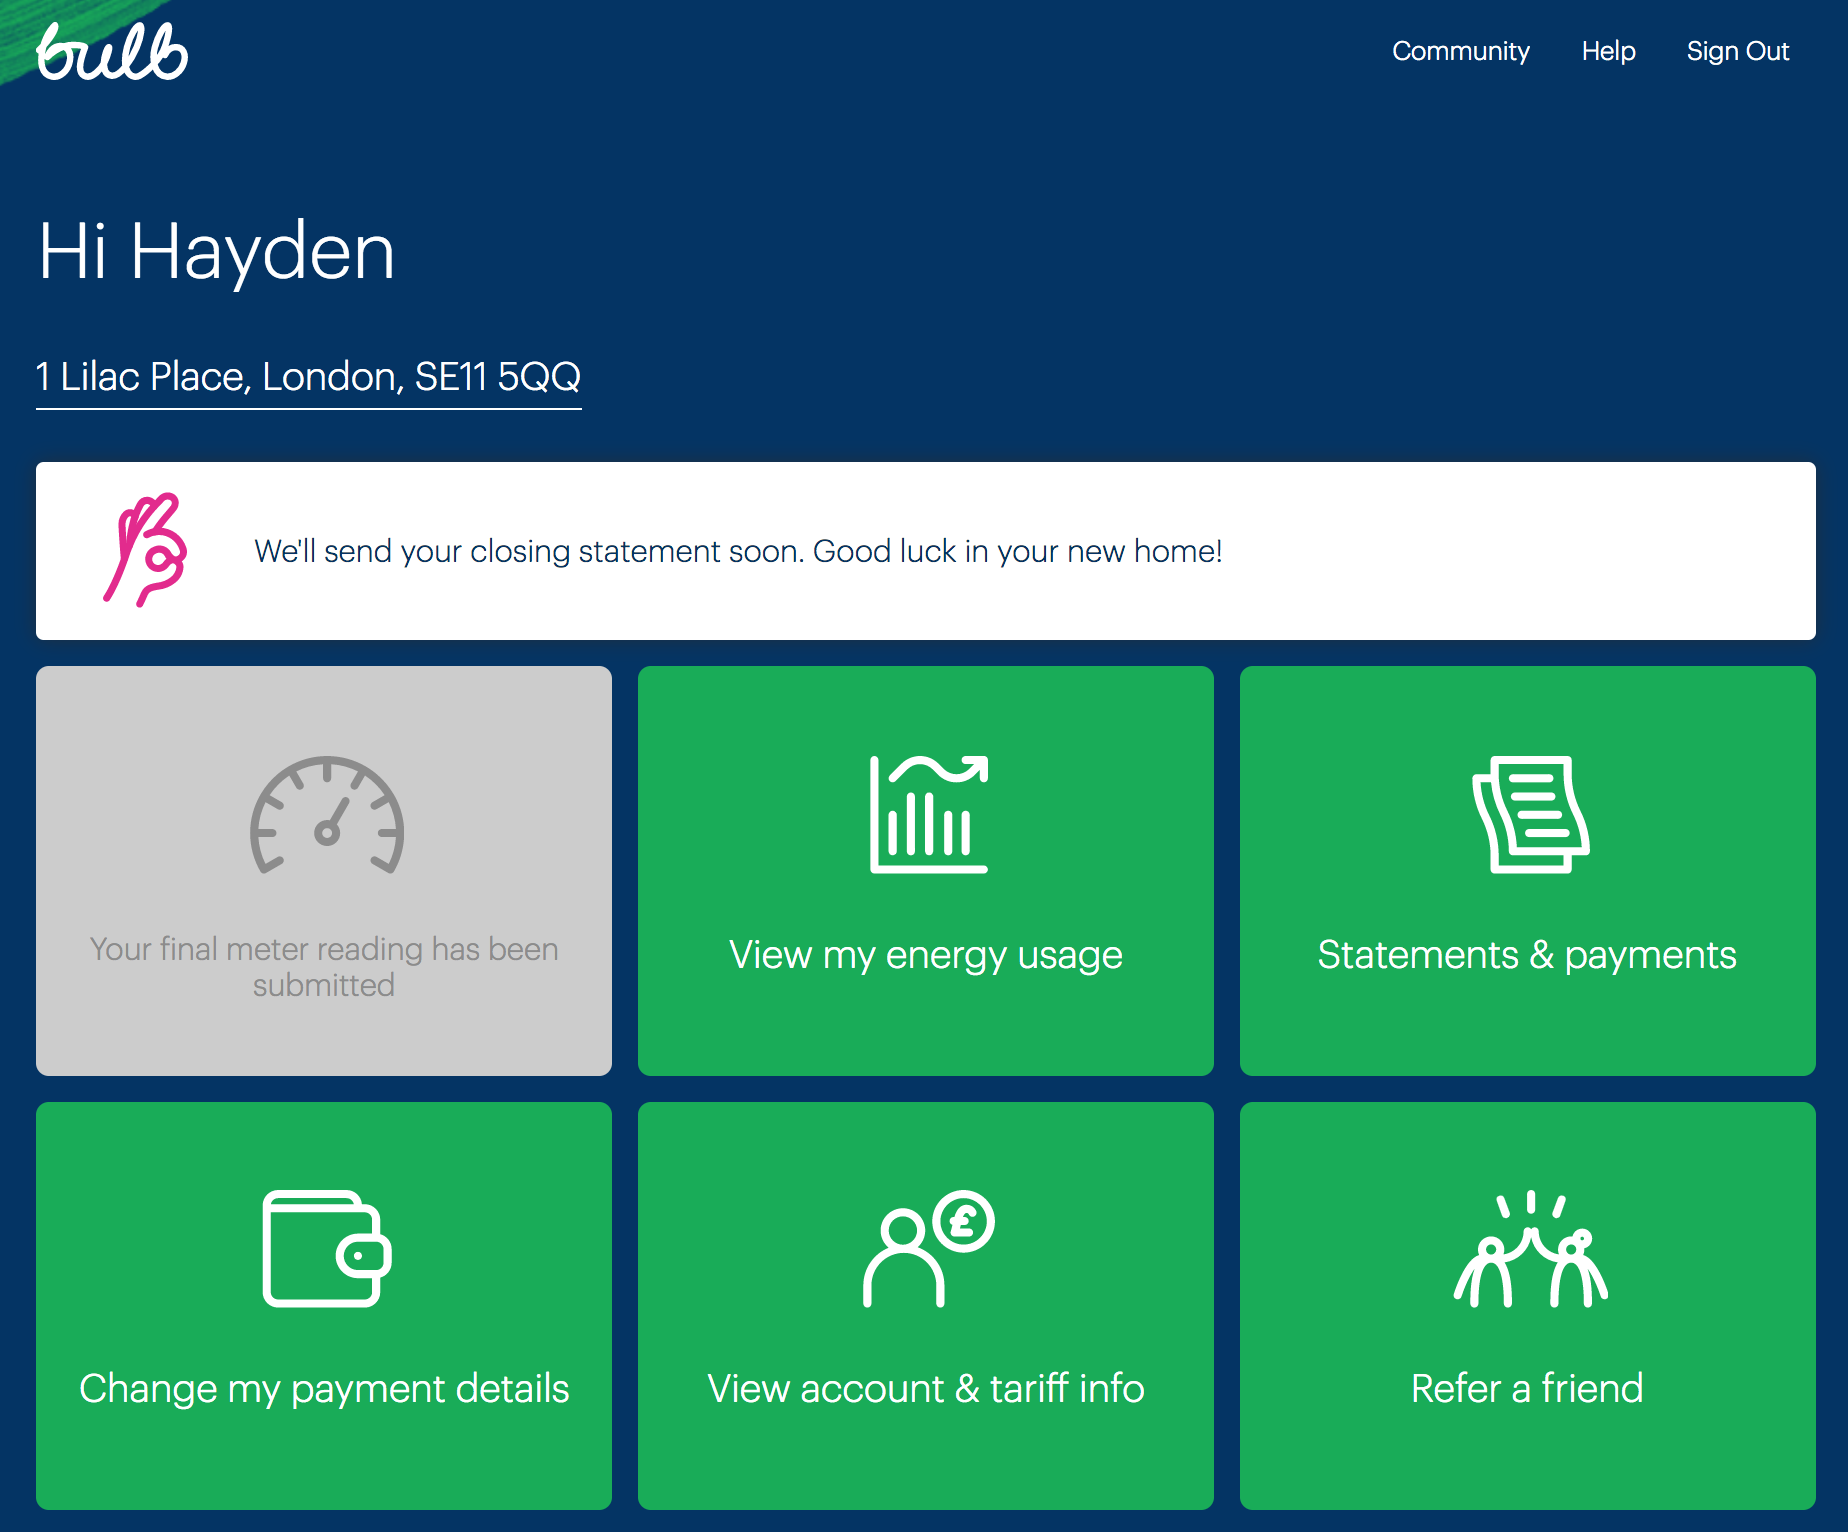 bulb
Community
Help
Sign Out
Hi Hayden
1 Lilac Place, London, SE11 5QQ
We'll send your closing statement soon. Good luck in your new home!
Your final meter reading has been
submitted
View my energy usage
Statements & payments
£
Change my payment details
View account & tariff info
Refer a friend